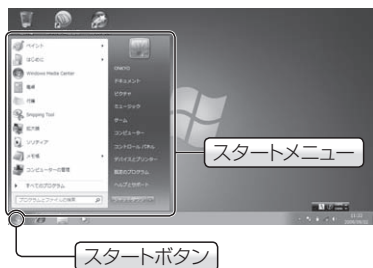 ペイント
はじめに
Windows Media Center
電卓
付箋
Snipping Tool
拡大鏡
ソリティア
メモ帳
コンピューターの管理
すべてのプログラム
プログラムとファイルの検索
ONKYO
ドキュメント
ピクチャ
ミュージック
ゲーム
コンピューター
コントロール パネル
デバイスとプリンター
既定のプログラム
ヘルプとサポート
スタートメニュー
スタートボタン